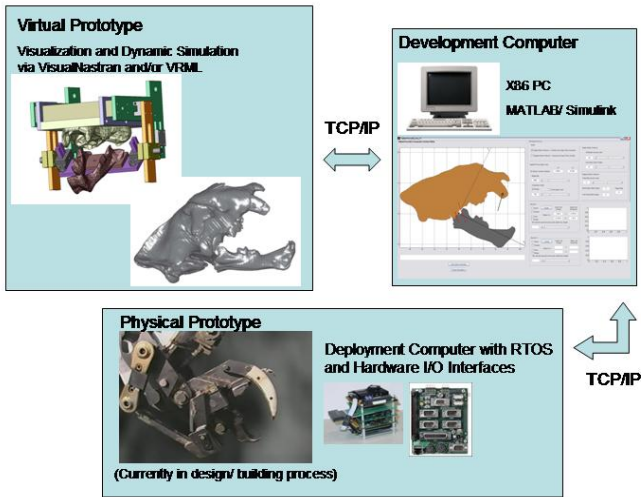 Virtual Prototype
Visualization and Dynamic Simulation
via VisualNastran and/or VRML
TCP/IP
Development Computer
X86 PC
MATLAB/ Simulink
Physical Prototype
Deployment Computer with RTOS
and Hardware I/O Interfaces
(Currently in design/ building process)
TCP/IP